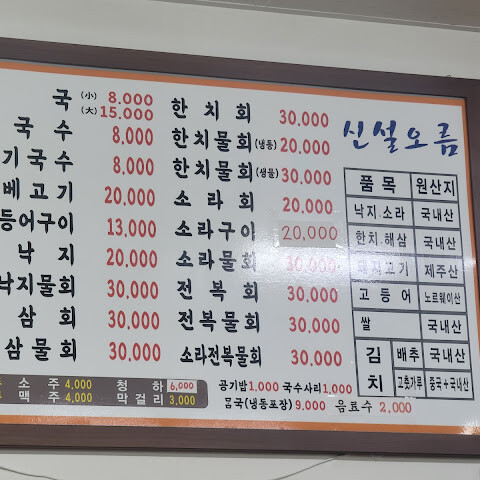 국 (小) 8.000
(大) 15.000
국 수 8,000
기 국 수 8,000
베 고 기 20,000
등어구이 13,000
낙 지 20,000
낙지물회 30,000
삼 회 30,000
삼 물 회 30,000
소 주 4,000 청 하 6,000
맥 주 4,000 막 걸 리 3,000
한 치 회 30,000
한치물회(냉동) 20,000
한치물회(생물) 30,000
소 라 회 20,000
소라구이 20,000
소라물회 30,000
전 복 회 30,000
전복물회 30,000
소라전복물회 30,000
공기밥 1,000 국수사리 1,000
몸국(냉동포장) 9,000 음료수 2,000
신설오름
품 목 원산지
낙지.소라 국내산
한치.해삼 국내산
돼지고기 제주산
고 등 어 노르웨이산
쌀 국내산
김치 배추 국내산
고춧가루 중국+국내산